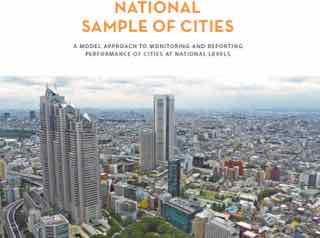 NATIONAL
SAMPLE OF CITIES
A MODEL APPROACH TO MONITORING AND REPORTING
PERFORMANCE OF CITIES AT NATIONAL LEVELS